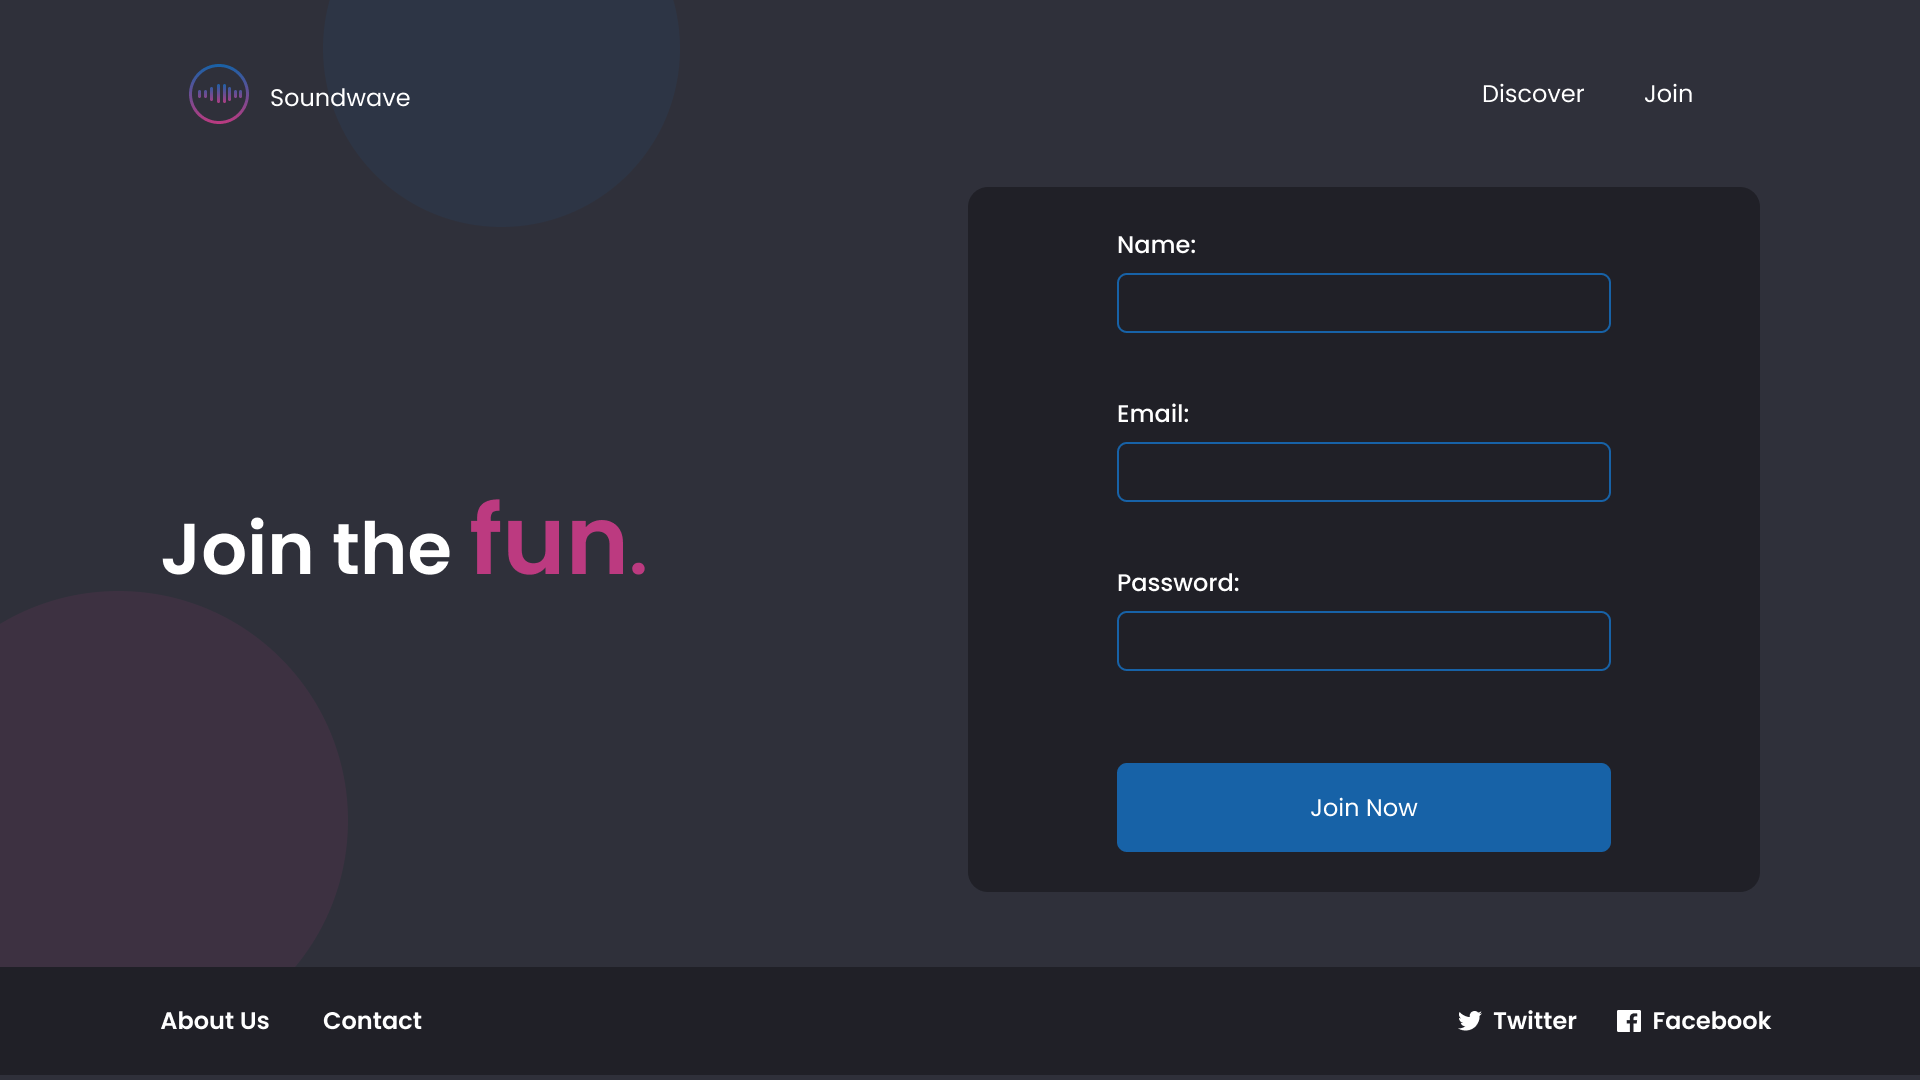 Soundwave
Discover
Join
Name:
Email:
Join the fun.
Password:
Join Now
About Us
Contact
Twitter
Facebook